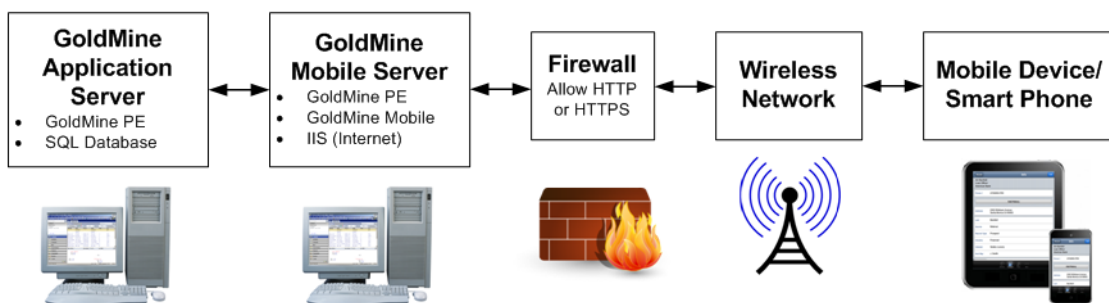 GoldMine
Application
Server
• GoldMine PE
• SQL Database
GoldMine
Mobile Server
• GoldMine PE
• GoldMine Mobile
• IIS (Internet)
Firewall
Allow HTTP
or HTTPS
Wireless
Network
Mobile Device/
Smart Phone